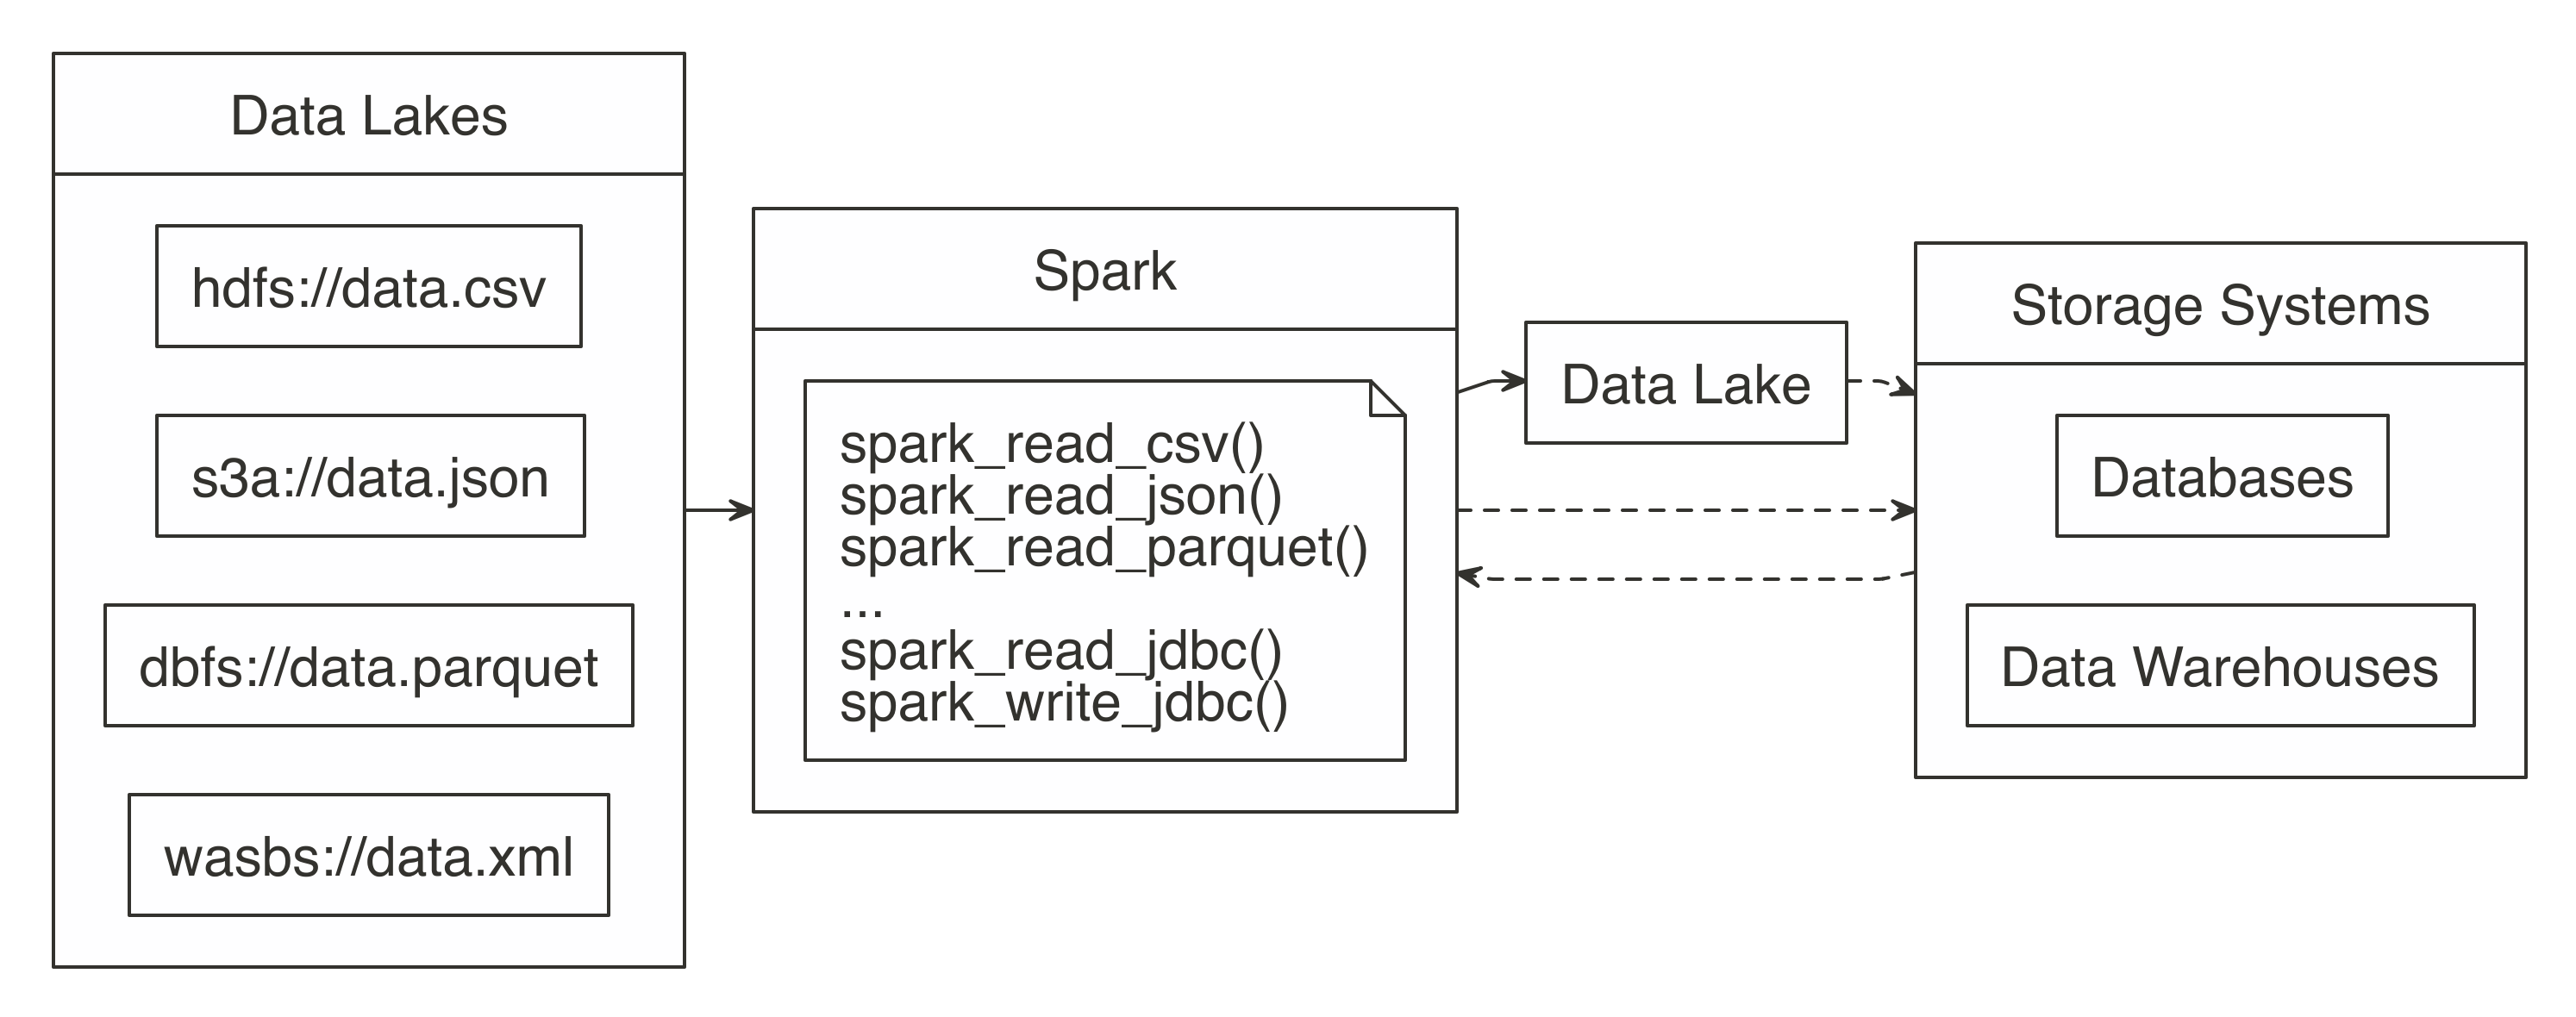 Data Lakes
hdfs://data.csv
s3a://data.json
dbfs://data.parquet
wasbs://data.xml
Spark
spark_read_csv()
spark_read_json()
spark_read_parquet()
...
spark_read_jdbc()
spark_write_jdbc()
Data Lake
Storage Systems
Databases
Data Warehouses